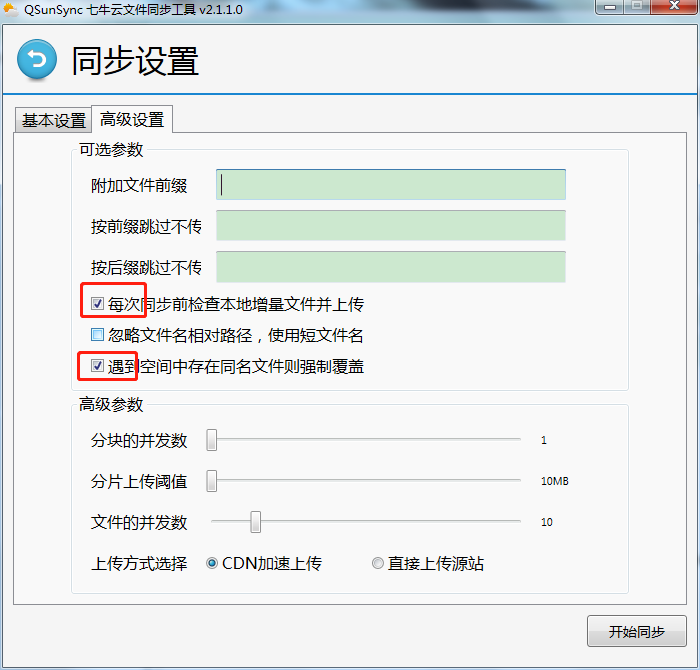 QSunSync 七牛云文件同步工具 v2.1.1.0
同步设置
基本设置 高级设置
可选参数
附加文件前缀
按前缀跳过不传
按后缀跳过不传
每次同步前检查本地增量文件并上传
忽略文件名相对路径，使用短文件名
遇到空间中存在同名文件则强制覆盖
高级参数
分块的并发数 1
分片上传阈值 10MB
文件的并发数 10
上传方式选择 CDN加速上传 直接上传源站
开始同步